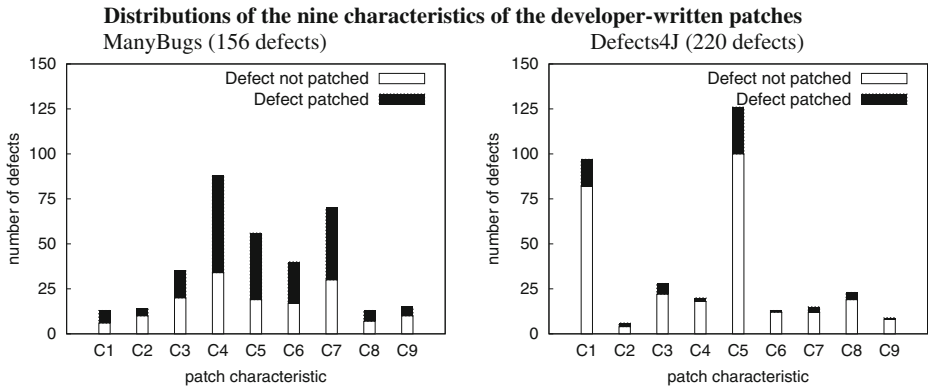 Distributions of the nine characteristics of the developer-written patches
ManyBugs (156 defects)
150
125
100
75
50
25
0
number of defects
Defect not patched
Defect patched
C1 C2 C3 C4 C5 C6 C7 C8 C9
patch characteristic
Defects4J (220 defects)
150
125
100
75
50
25
0
number of defects
Defect not patched
Defect patched
C1 C2 C3 C4 C5 C6 C7 C8 C9
patch characteristic